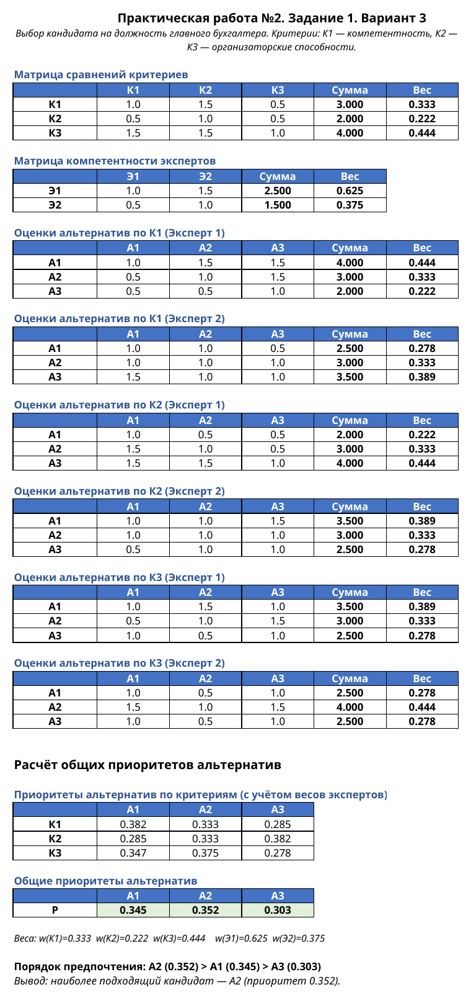 Практическая работа №2. Задание 1. Вариант 3
Выбор кандидата на должность главного бухгалтера. Критерии: К1 — компетентность, К2 —
К3 — организаторские способности.
Матрица сравнений критериев
К1 К2 К3 Сумма Вес
К1 1.0 1.5 0.5 3.000 0.333
К2 0.5 1.0 0.5 2.000 0.222
К3 1.5 1.5 1.0 4.000 0.444
Матрица компетентности экспертов
Э1 Э2 Сумма Вес
Э1 1.0 1.5 2.500 0.625
Э2 0.5 1.0 1.500 0.375
Оценки альтернатив по К1 (Эксперт 1)
А1 А2 А3 Сумма Вес
А1 1.0 1.5 1.5 4.000 0.444
А2 0.5 1.0 1.5 3.000 0.333
А3 0.5 0.5 1.0 2.000 0.222
Оценки альтернатив по К1 (Эксперт 2)
А1 А2 А3 Сумма Вес
А1 1.0 1.0 0.5 2.500 0.278
А2 1.0 1.0 1.0 3.000 0.333
А3 1.5 1.0 1.0 3.500 0.389
Оценки альтернатив по К2 (Эксперт 1)
А1 А2 А3 Сумма Вес
А1 1.0 0.5 0.5 2.000 0.222
А2 1.5 1.0 0.5 3.000 0.333
А3 1.5 1.5 1.0 4.000 0.444
Оценки альтернатив по К2 (Эксперт 2)
А1 А2 А3 Сумма Вес
А1 1.0 1.0 1.5 3.500 0.389
А2 1.0 1.0 1.0 3.000 0.333
А3 0.5 1.0 1.0 2.500 0.278
Оценки альтернатив по К3 (Эксперт 1)
А1 А2 А3 Сумма Вес
А1 1.0 1.5 1.0 3.500 0.389
А2 0.5 1.0 1.5 3.000 0.333
А3 1.0 0.5 1.0 2.500 0.278
Оценки альтернатив по К3 (Эксперт 2)
А1 А2 А3 Сумма Вес
А1 1.0 0.5 1.0 2.500 0.278
А2 1.5 1.0 1.5 4.000 0.444
А3 1.0 0.5 1.0 2.500 0.278
Расчёт общих приоритетов альтернатив
Приоритеты альтернатив по критериям (с учётом весов экспертов)
А1 А2 А3
К1 0.382 0.333 0.285
К2 0.285 0.333 0.382
К3 0.347 0.375 0.278
Общие приоритеты альтернатив
А1 А2 А3
Р 0.345 0.352 0.303
Веса: w(К1)=0.333 w(К2)=0.222 w(К3)=0.444 w(Э1)=0.625 w(Э2)=0.375
Порядок предпочтения: А2 (0.352) > А1 (0.345) > А3 (0.303)
Вывод: наиболее подходящий кандидат — А2 (приоритет 0.352).